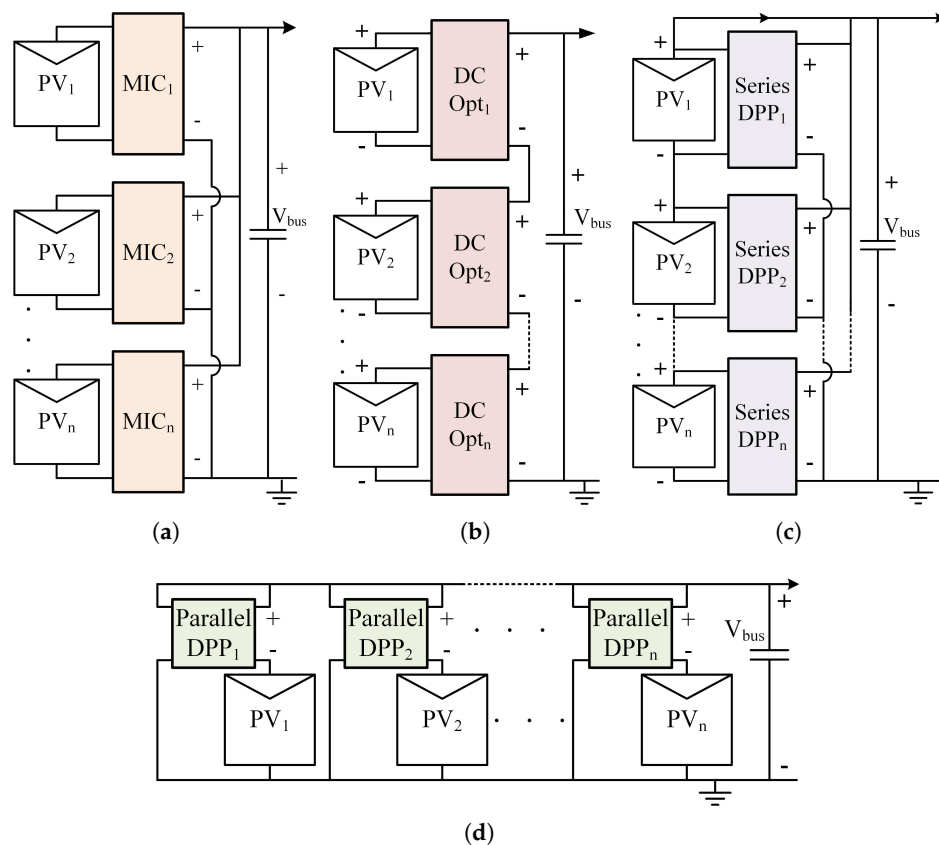 PV1 MIC1 + -
PV2 MIC2 + - + Vbus -
PVn MICn + -
(a)
+ PV1 - DC Opt1 + -
+ PV2 - DC Opt2 + - + Vbus -
+ PVn - DC Optn + -
(b)
+ PV1 - Series DPP1 + -
+ PV2 - Series DPP2 + - + Vbus -
+ PVn - Series DPPn + -
(c)
Parallel DPP1 + - PV1
Parallel DPP2 + - PV2
. . .
Parallel DPPn + - PVn
+ Vbus -
(d)